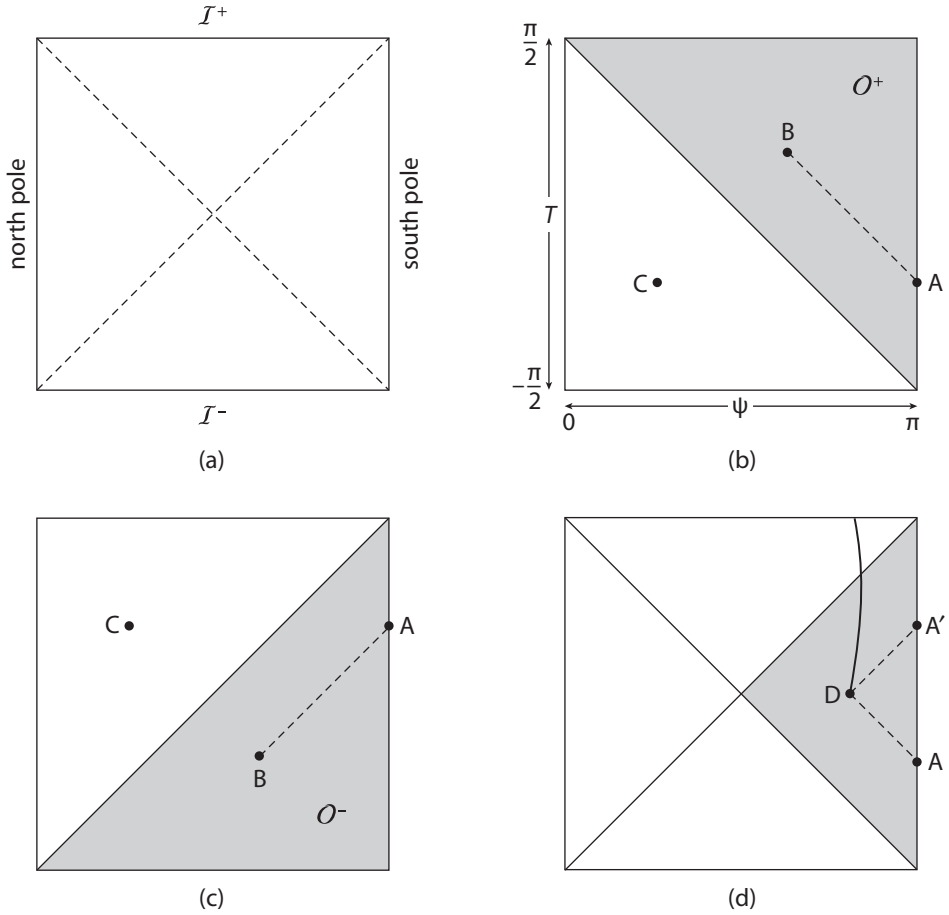 ℐ⁺
north pole
south pole
ℐ⁻
(a)
π/2
𝒪⁺
B
T
A
C
-π/2
0
ψ
π
(b)
C
A
B
𝒪⁻
(c)
A′
D
A
(d)